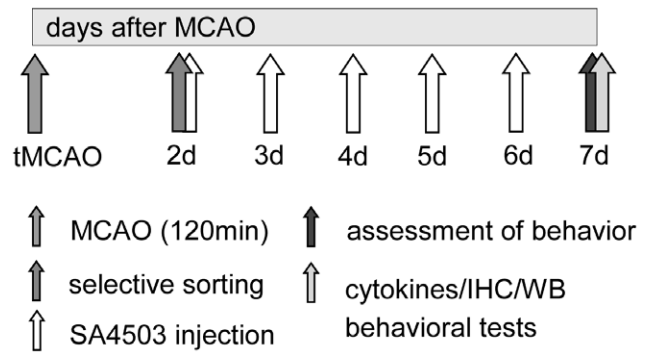 days after MCAO
tMCAO 2d 3d 4d 5d 6d 7d
MCAO (120min)
selective sorting
SA4503 injection
assessment of behavior
cytokines/IHC/WB
behavioral tests